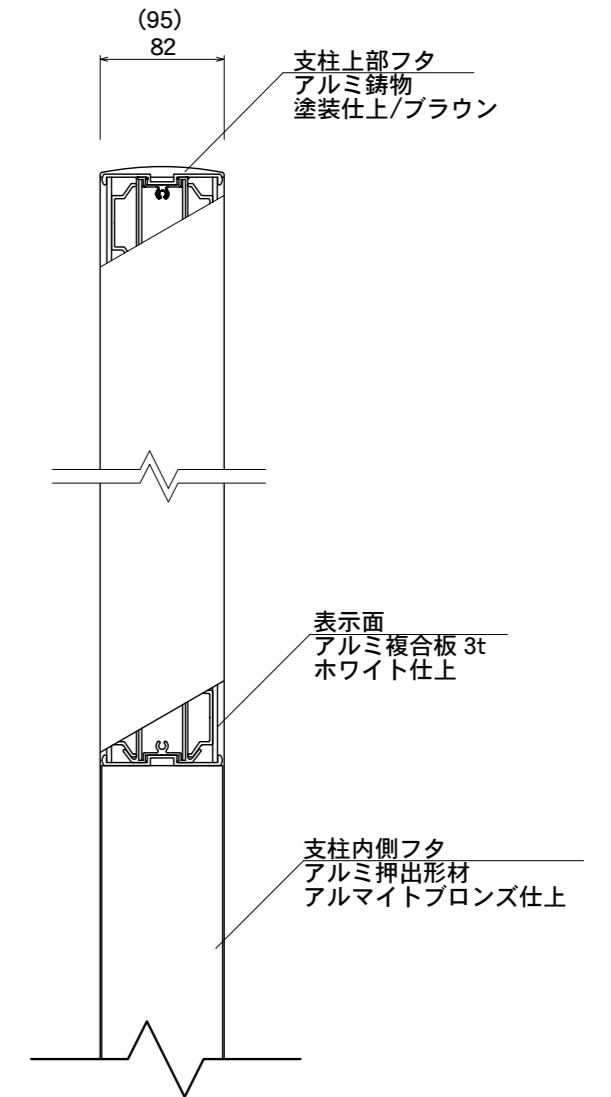 (95)
82
支柱上部フタ
アルミ鋳物
塗装仕上/ブラウン
表示面
アルミ複合板 3t
ホワイト仕上
支柱内側フタ
アルミ押出形材
アルマイトブロンズ仕上